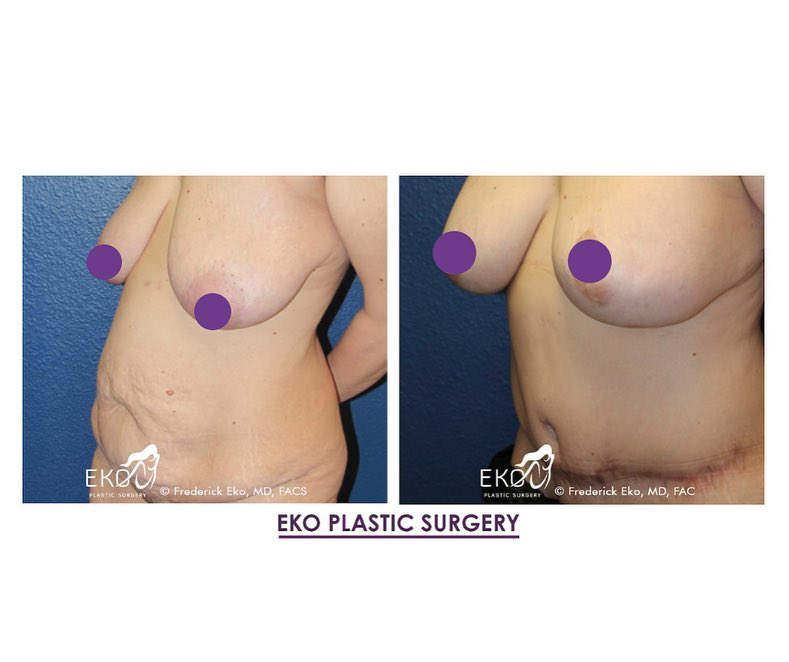 EKO
PLASTIC SURGERY
© Frederick Eko, MD, FACS
EKO
PLASTIC SURGERY
© Frederick Eko, MD, FAC
EKO PLASTIC SURGERY